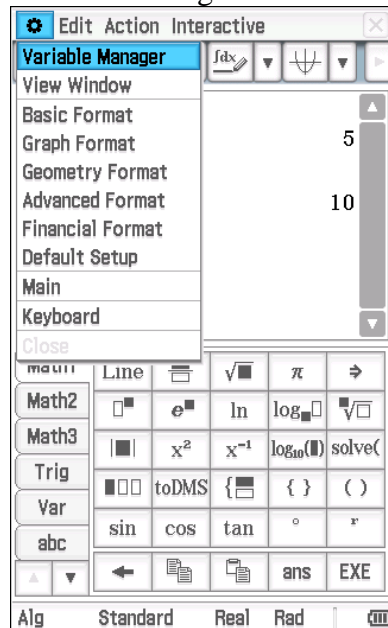 Edit Action Interactive
Variable Manager
∫dx
View Window
Basic Format
Graph Format
5
Geometry Format
Advanced Format
10
Financial Format
Default Setup
Main
Keyboard
Close
Math1 Line √■ π ⇒
Math2 □■ e■ ln log■□ ■√□
Math3 |■| x² x⁻¹ log₁₀(■) solve(
Trig ■□□ toDMS { } ( )
Var sin cos tan ° r
abc
ans EXE
Alg Standard Real Rad